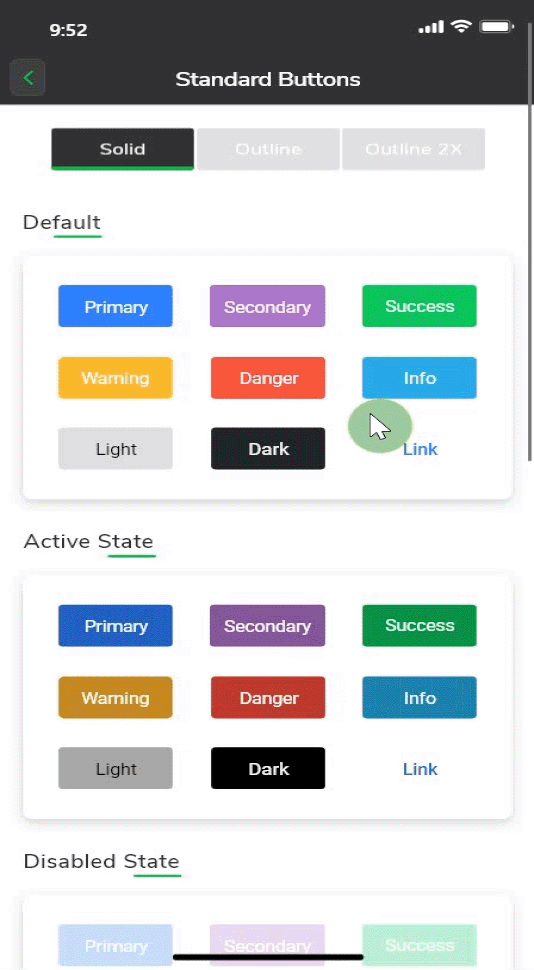 9:52
Standard Buttons
Solid Outline Outline 2X
Default
Primary Secondary Success
Warning Danger Info
Light Dark Link
Active State
Primary Secondary Success
Warning Danger Info
Light Dark Link
Disabled State
Primary Secondary Success